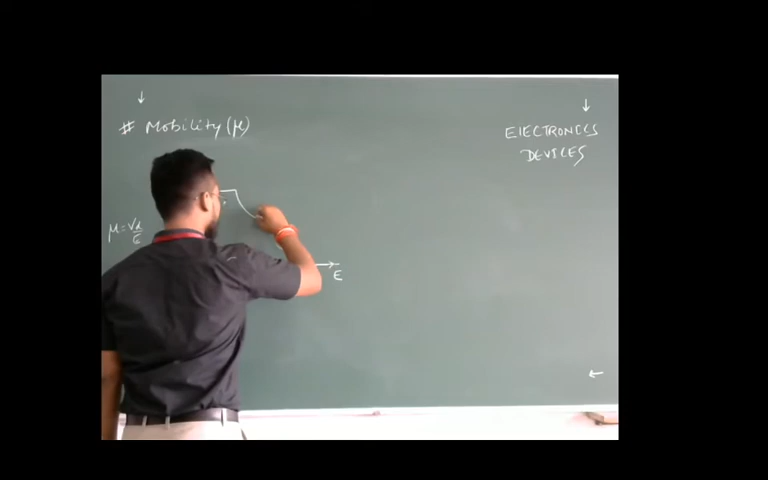 # Mobility (μ)
ELECTRONICS
DEVICES
μ = Vd/E
E